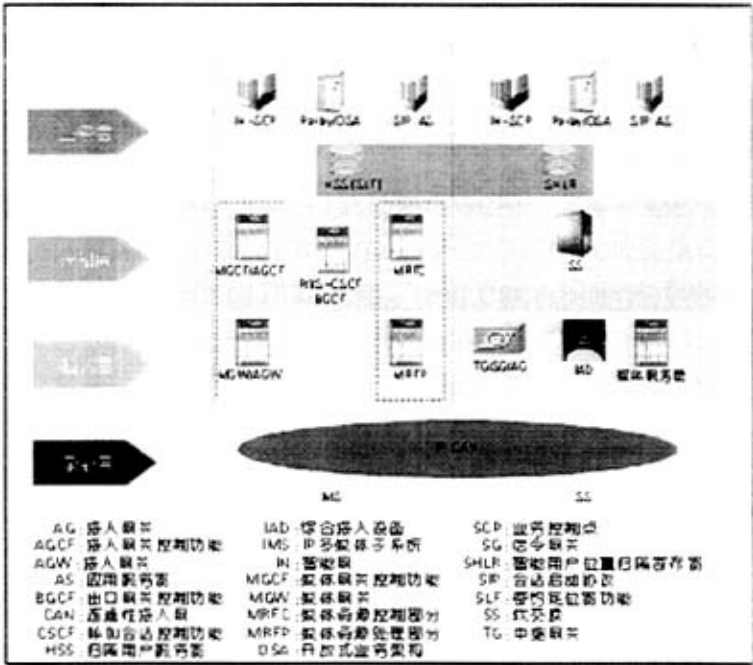 IN-SCP Parlay/OSA SIP AS IN-SCP Parlay/OSA SIP AS
HSS(SLF) SHLR
MGCF/AGCF MRFC SS
BGCF
MGW/AGW MRFP TG/SG/AG IAD 媒体服务器
IMS SS
AG:接入网关
AGCF:接入网关控制功能
AGW:接入网关
AS:应用服务器
BGCF:出口网关控制功能
CAN:连通性接入网
CSCF:呼叫会话控制功能
HSS:归属用户服务器
IAD:综合接入设备
IMS:IP多媒体子系统
IN:智能网
MGCF:媒体网关控制功能
MGW:媒体网关
MRFC:媒体资源控制部分
MRFP:媒体资源处理部分
OSA:开放式业务架构
SCP:业务控制点
SG:信令网关
SHLR:智能用户位置归属寄存器
SIP:会话启动协议
SLF:签约定位器功能
SS:软交换
TG:中继网关